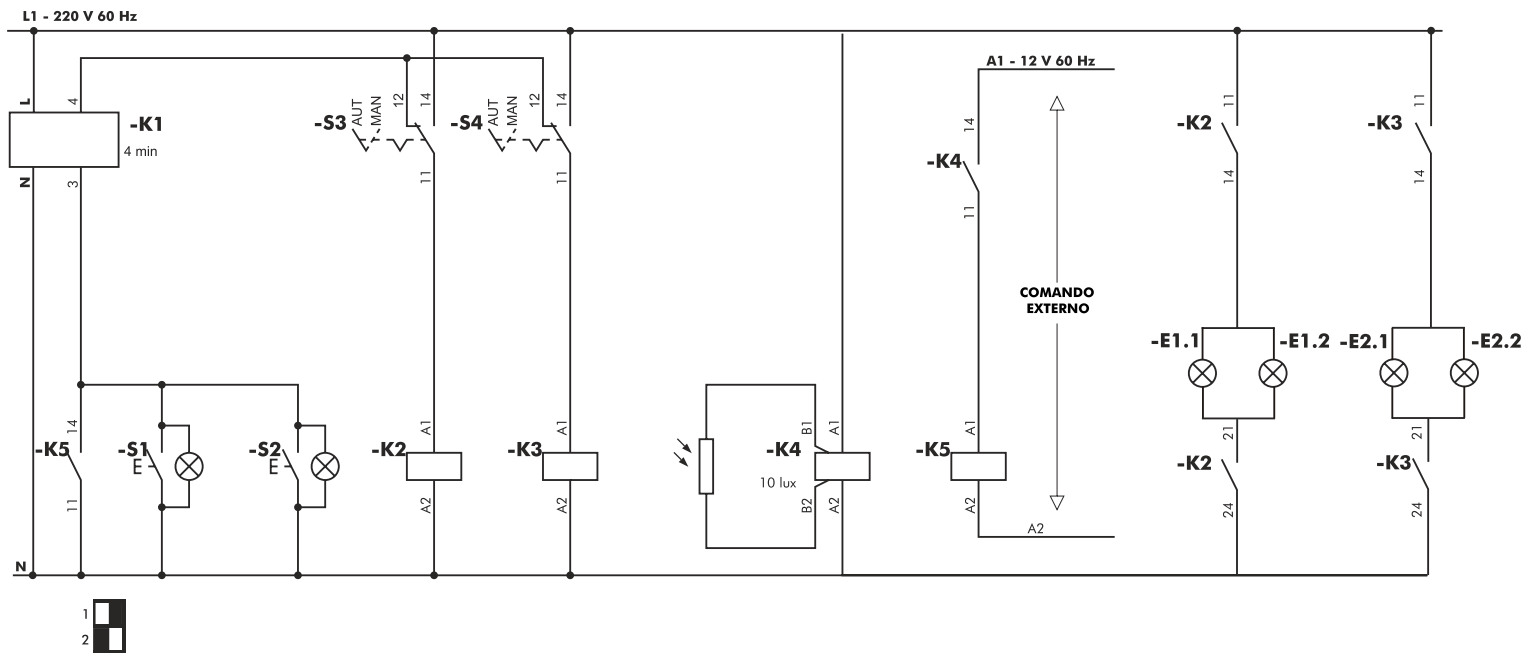 L1 - 220 V 60 Hz
A1 - 12 V 60 Hz
L
4
-K1
4 min
N
3
-S3
AUT
MAN
12
14
11
-S4
AUT
MAN
12
14
11
14
-K4
11
11
-K2
14
11
-K3
14
COMANDO
EXTERNO
-E1.1
-E1.2
-E2.1
-E2.2
14
-K5
11
-S1
E
-S2
E
A1
-K2
A2
A1
-K3
A2
B1
A1
-K4
10 lux
B2
A2
A1
-K5
A2
A2
21
-K2
24
21
-K3
24
N
1
2